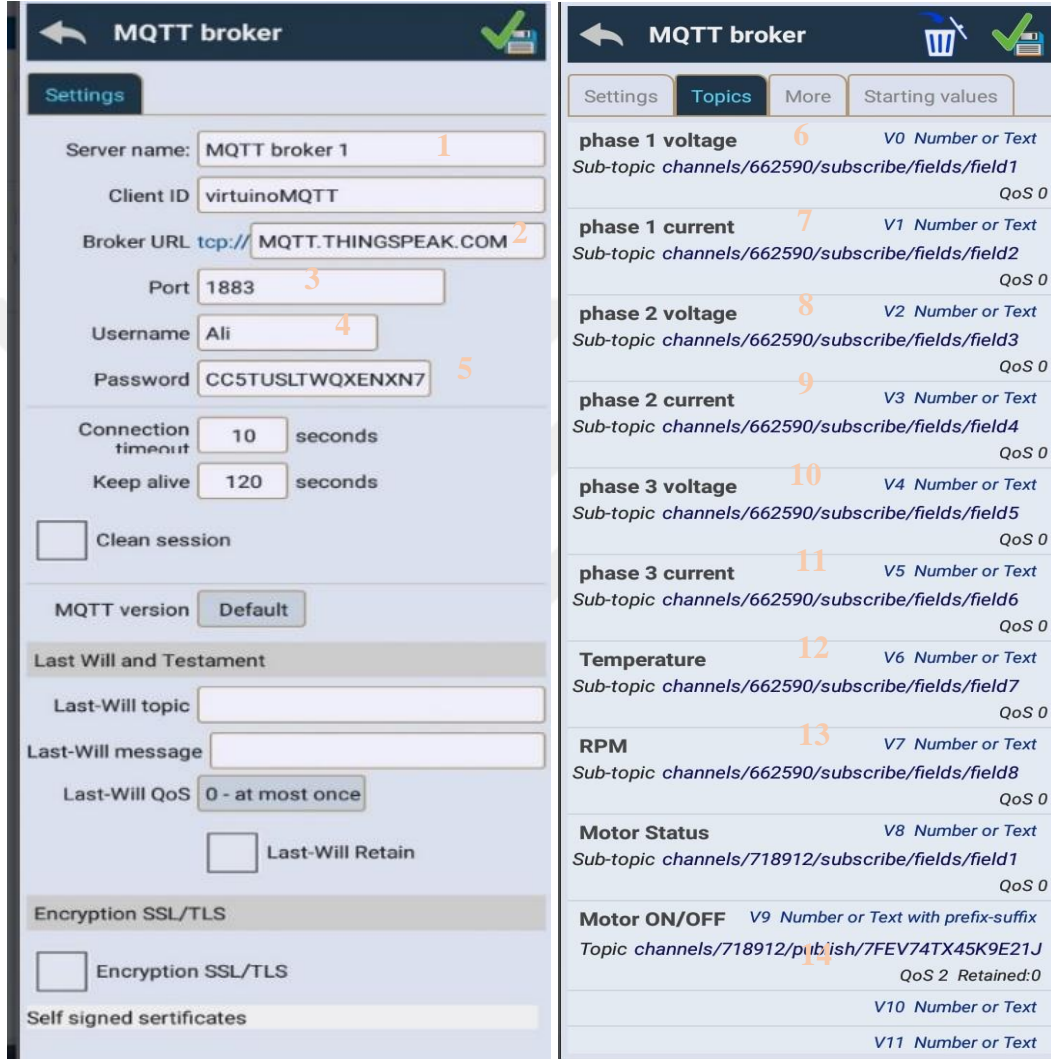 MQTT broker
Settings
Server name: MQTT broker 1 1
Client ID virtuinoMQTT
Broker URL tcp:// MQTT.THINGSPEAK.COM 2
Port 1883 3
Username Ali 4
Password CC5TUSLTWQXENXN7 5
Connection timeout 10 seconds
Keep alive 120 seconds
Clean session
MQTT version Default
Last Will and Testament
Last-Will topic
Last-Will message
Last-Will QoS 0 - at most once
Last-Will Retain
Encryption SSL/TLS
Encryption SSL/TLS
Self signed sertificates
MQTT broker
Settings Topics More Starting values
phase 1 voltage 6 V0 Number or Text
Sub-topic channels/662590/subscribe/fields/field1
QoS 0
phase 1 current 7 V1 Number or Text
Sub-topic channels/662590/subscribe/fields/field2
QoS 0
phase 2 voltage 8 V2 Number or Text
Sub-topic channels/662590/subscribe/fields/field3
QoS 0
phase 2 current 9 V3 Number or Text
Sub-topic channels/662590/subscribe/fields/field4
QoS 0
phase 3 voltage 10 V4 Number or Text
Sub-topic channels/662590/subscribe/fields/field5
QoS 0
phase 3 current 11 V5 Number or Text
Sub-topic channels/662590/subscribe/fields/field6
QoS 0
Temperature 12 V6 Number or Text
Sub-topic channels/662590/subscribe/fields/field7
QoS 0
RPM 13 V7 Number or Text
Sub-topic channels/662590/subscribe/fields/field8
QoS 0
Motor Status V8 Number or Text
Sub-topic channels/718912/subscribe/fields/field1
QoS 0
Motor ON/OFF V9 Number or Text with prefix-suffix
Topic channels/718912/publish/7FEV74TX45K9E21J
14
QoS 2 Retained:0
V10 Number or Text
V11 Number or Text